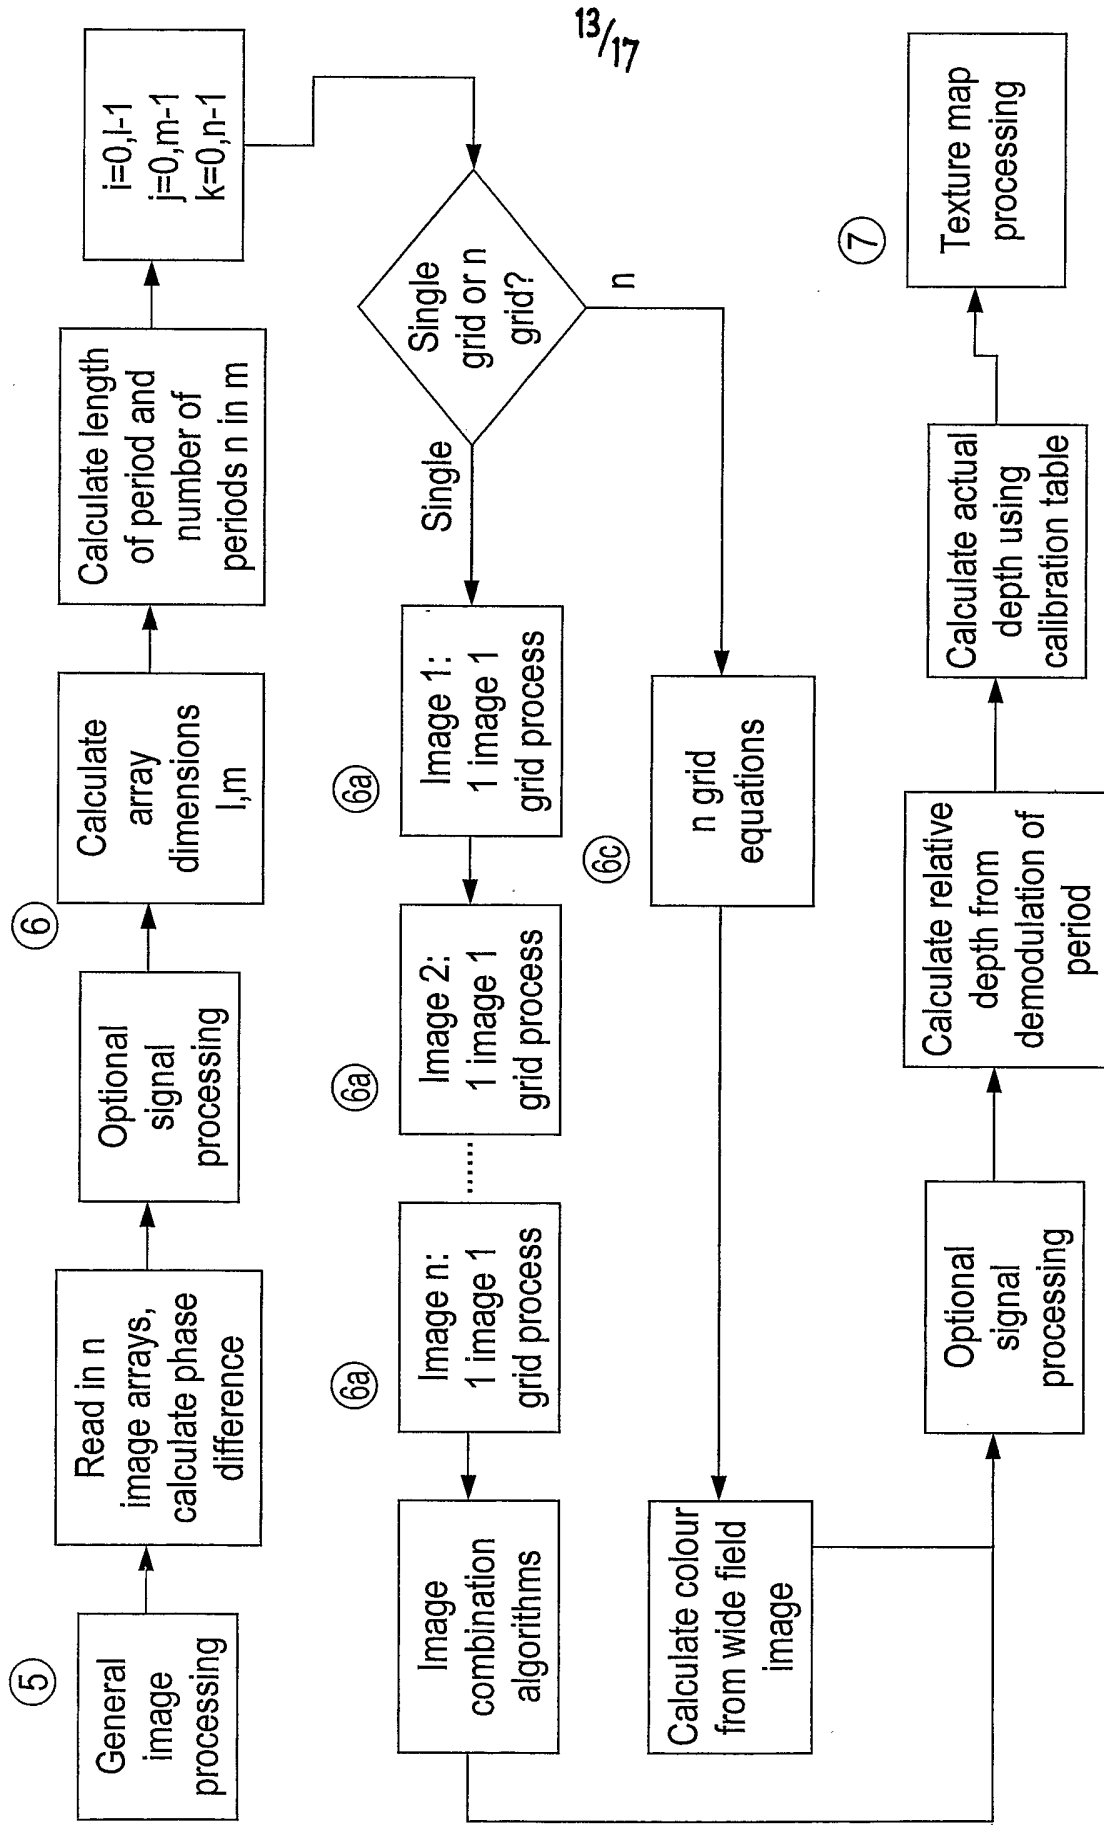 13/17
5
General
image
processing
Read in n
image arrays,
calculate phase
difference
Optional
signal
processing
6
Calculate
array
dimensions
l,m
Calculate length
of period and
number of
periods n in m
i=0,l-1
j=0,m-1
k=0,n-1
Single
grid or n
grid?
Single
n
6a
Image 1:
1 image 1
grid process
6a
Image 2:
1 image 1
grid process
......
6a
Image n:
1 image 1
grid process
Image
combination
algorithms
6c
n grid
equations
Calculate colour
from wide field
image
Optional
signal
processing
Calculate relative
depth from
demodulation of
period
Calculate actual
depth using
calibration table
7
Texture map
processing